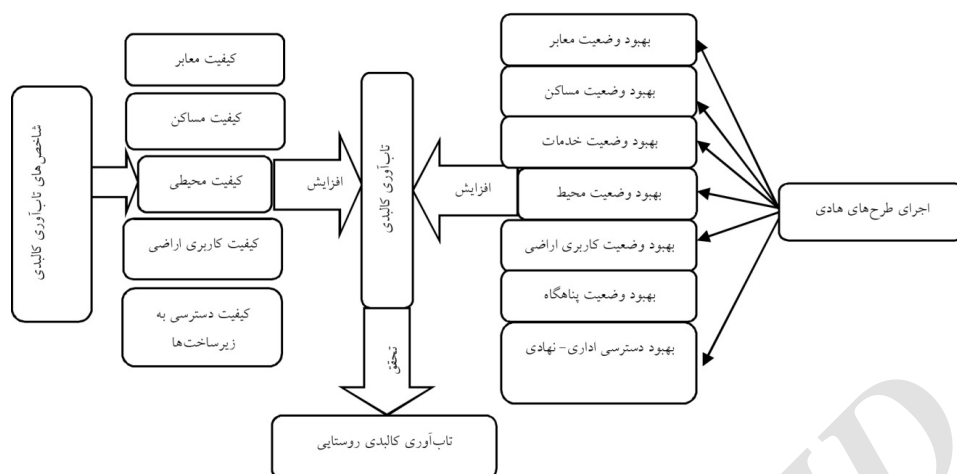 اجرای طرح‌های هادی
بهبود وضعیت معابر
بهبود وضعیت مساکن
بهبود وضعیت خدمات
بهبود وضعیت محیط
بهبود وضعیت کاربری اراضی
بهبود وضعیت پناهگاه
بهبود دسترسی اداری- نهادی
افزایش
تاب‌آوری کالبدی
افزایش
کیفیت معابر
کیفیت مساکن
کیفیت محیطی
کیفیت کاربری اراضی
کیفیت دسترسی به
زیرساخت‌ها
شاخص‌های تاب‌آوری کالبدی
تحقق
تاب‌آوری کالبدی روستایی